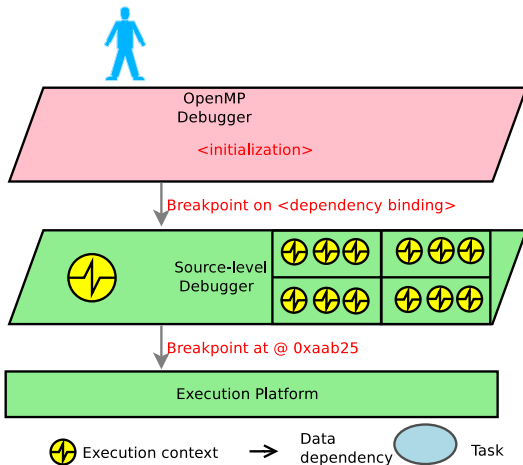 OpenMP
Debugger
<initialization>
Breakpoint on <dependency binding>
Source-level
Debugger
Breakpoint at @ 0xaab25
Execution Platform
Execution context
Data
dependency
Task